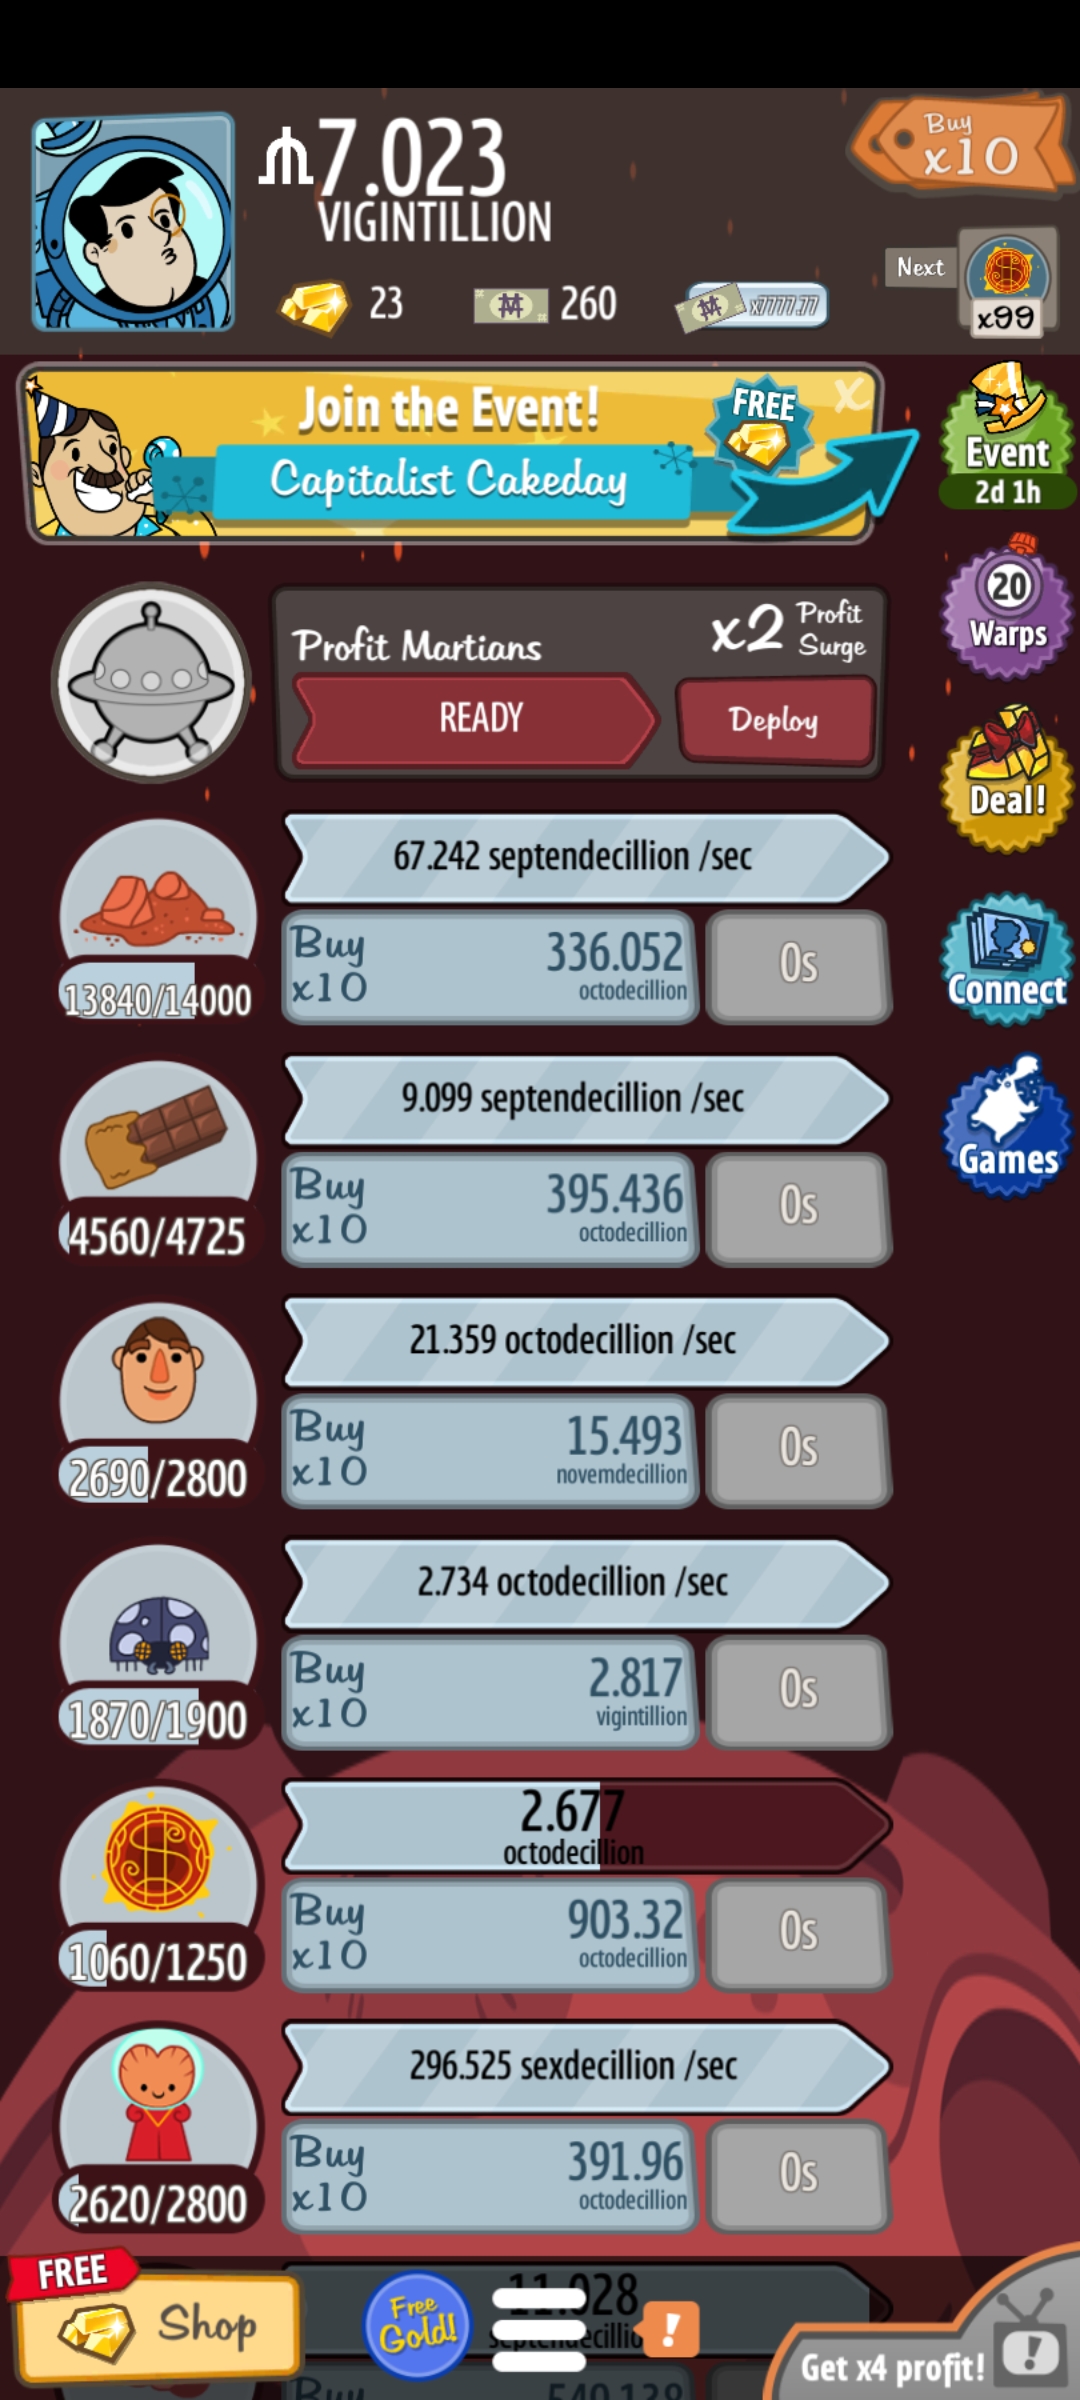 7.023
VIGINTILLION
Buy
x10
23
260
x7777.77
Next
x99
Join the Event!
Capitalist Cakeday
FREE
x
Event
2d 1h
20
Warps
Deal!
Connect
Games
Profit Martians
x2 Profit
Surge
READY
Deploy
67.242 septendecillion /sec
Buy
x10
336.052
octodecillion
0s
13840/14000
9.099 septendecillion /sec
Buy
x10
395.436
octodecillion
0s
4560/4725
21.359 octodecillion /sec
Buy
x10
15.493
novemdecillion
0s
2690/2800
2.734 octodecillion /sec
Buy
x10
2.817
vigintillion
0s
1870/1900
2.677
octodecillion
Buy
x10
903.32
octodecillion
0s
1060/1250
296.525 sexdecillion /sec
Buy
x10
391.96
octodecillion
0s
2620/2800
FREE
Shop
Free
Gold!
11.028
!
Get x4 profit!
!
Buy
540.138